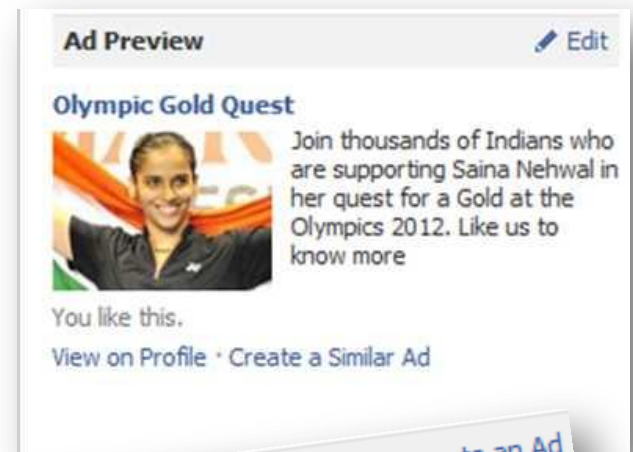 Ad Preview
Edit
Olympic Gold Quest
Join thousands of Indians who
are supporting Saina Nehwal in
her quest for a Gold at the
Olympics 2012. Like us to
know more
You like this.
View on Profile · Create a Similar Ad
an Ad